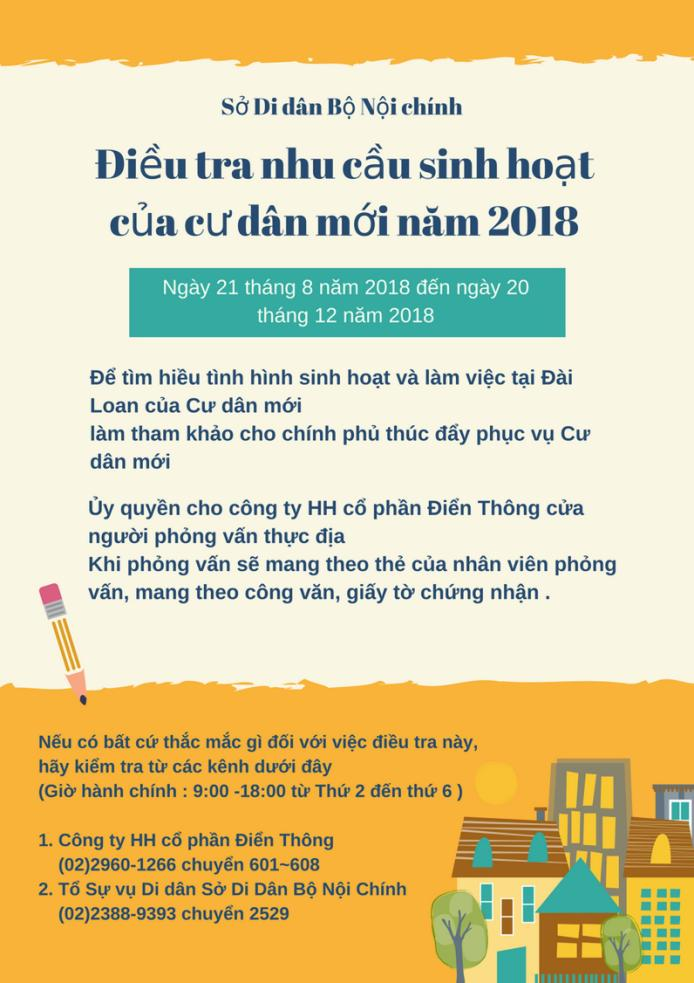 Sở Di dân Bộ Nội chính
Điều tra nhu cầu sinh hoạt
của cư dân mới năm 2018
Ngày 21 tháng 8 năm 2018 đến ngày 20
tháng 12 năm 2018
Để tìm hiều tình hình sinh hoạt và làm việc tại Đài
Loan của Cư dân mới
làm tham khảo cho chính phủ thúc đẩy phục vụ Cư
dân mới
Ủy quyền cho công ty HH cổ phần Điển Thông cửa
người phỏng vấn thực địa
Khi phỏng vấn sẽ mang theo thẻ của nhân viên phỏng
vấn, mang theo công văn, giấy tờ chứng nhận .
Nếu có bất cứ thắc mắc gì đối với việc điều tra này,
hãy kiểm tra từ các kênh dưới đây
(Giờ hành chính : 9:00 -18:00 từ Thứ 2 đến thứ 6 )
1. Công ty HH cổ phần Điển Thông
(02)2960-1266 chuyển 601~608
2. Tổ Sự vụ Di dân Sở Di Dân Bộ Nội Chính
(02)2388-9393 chuyển 2529